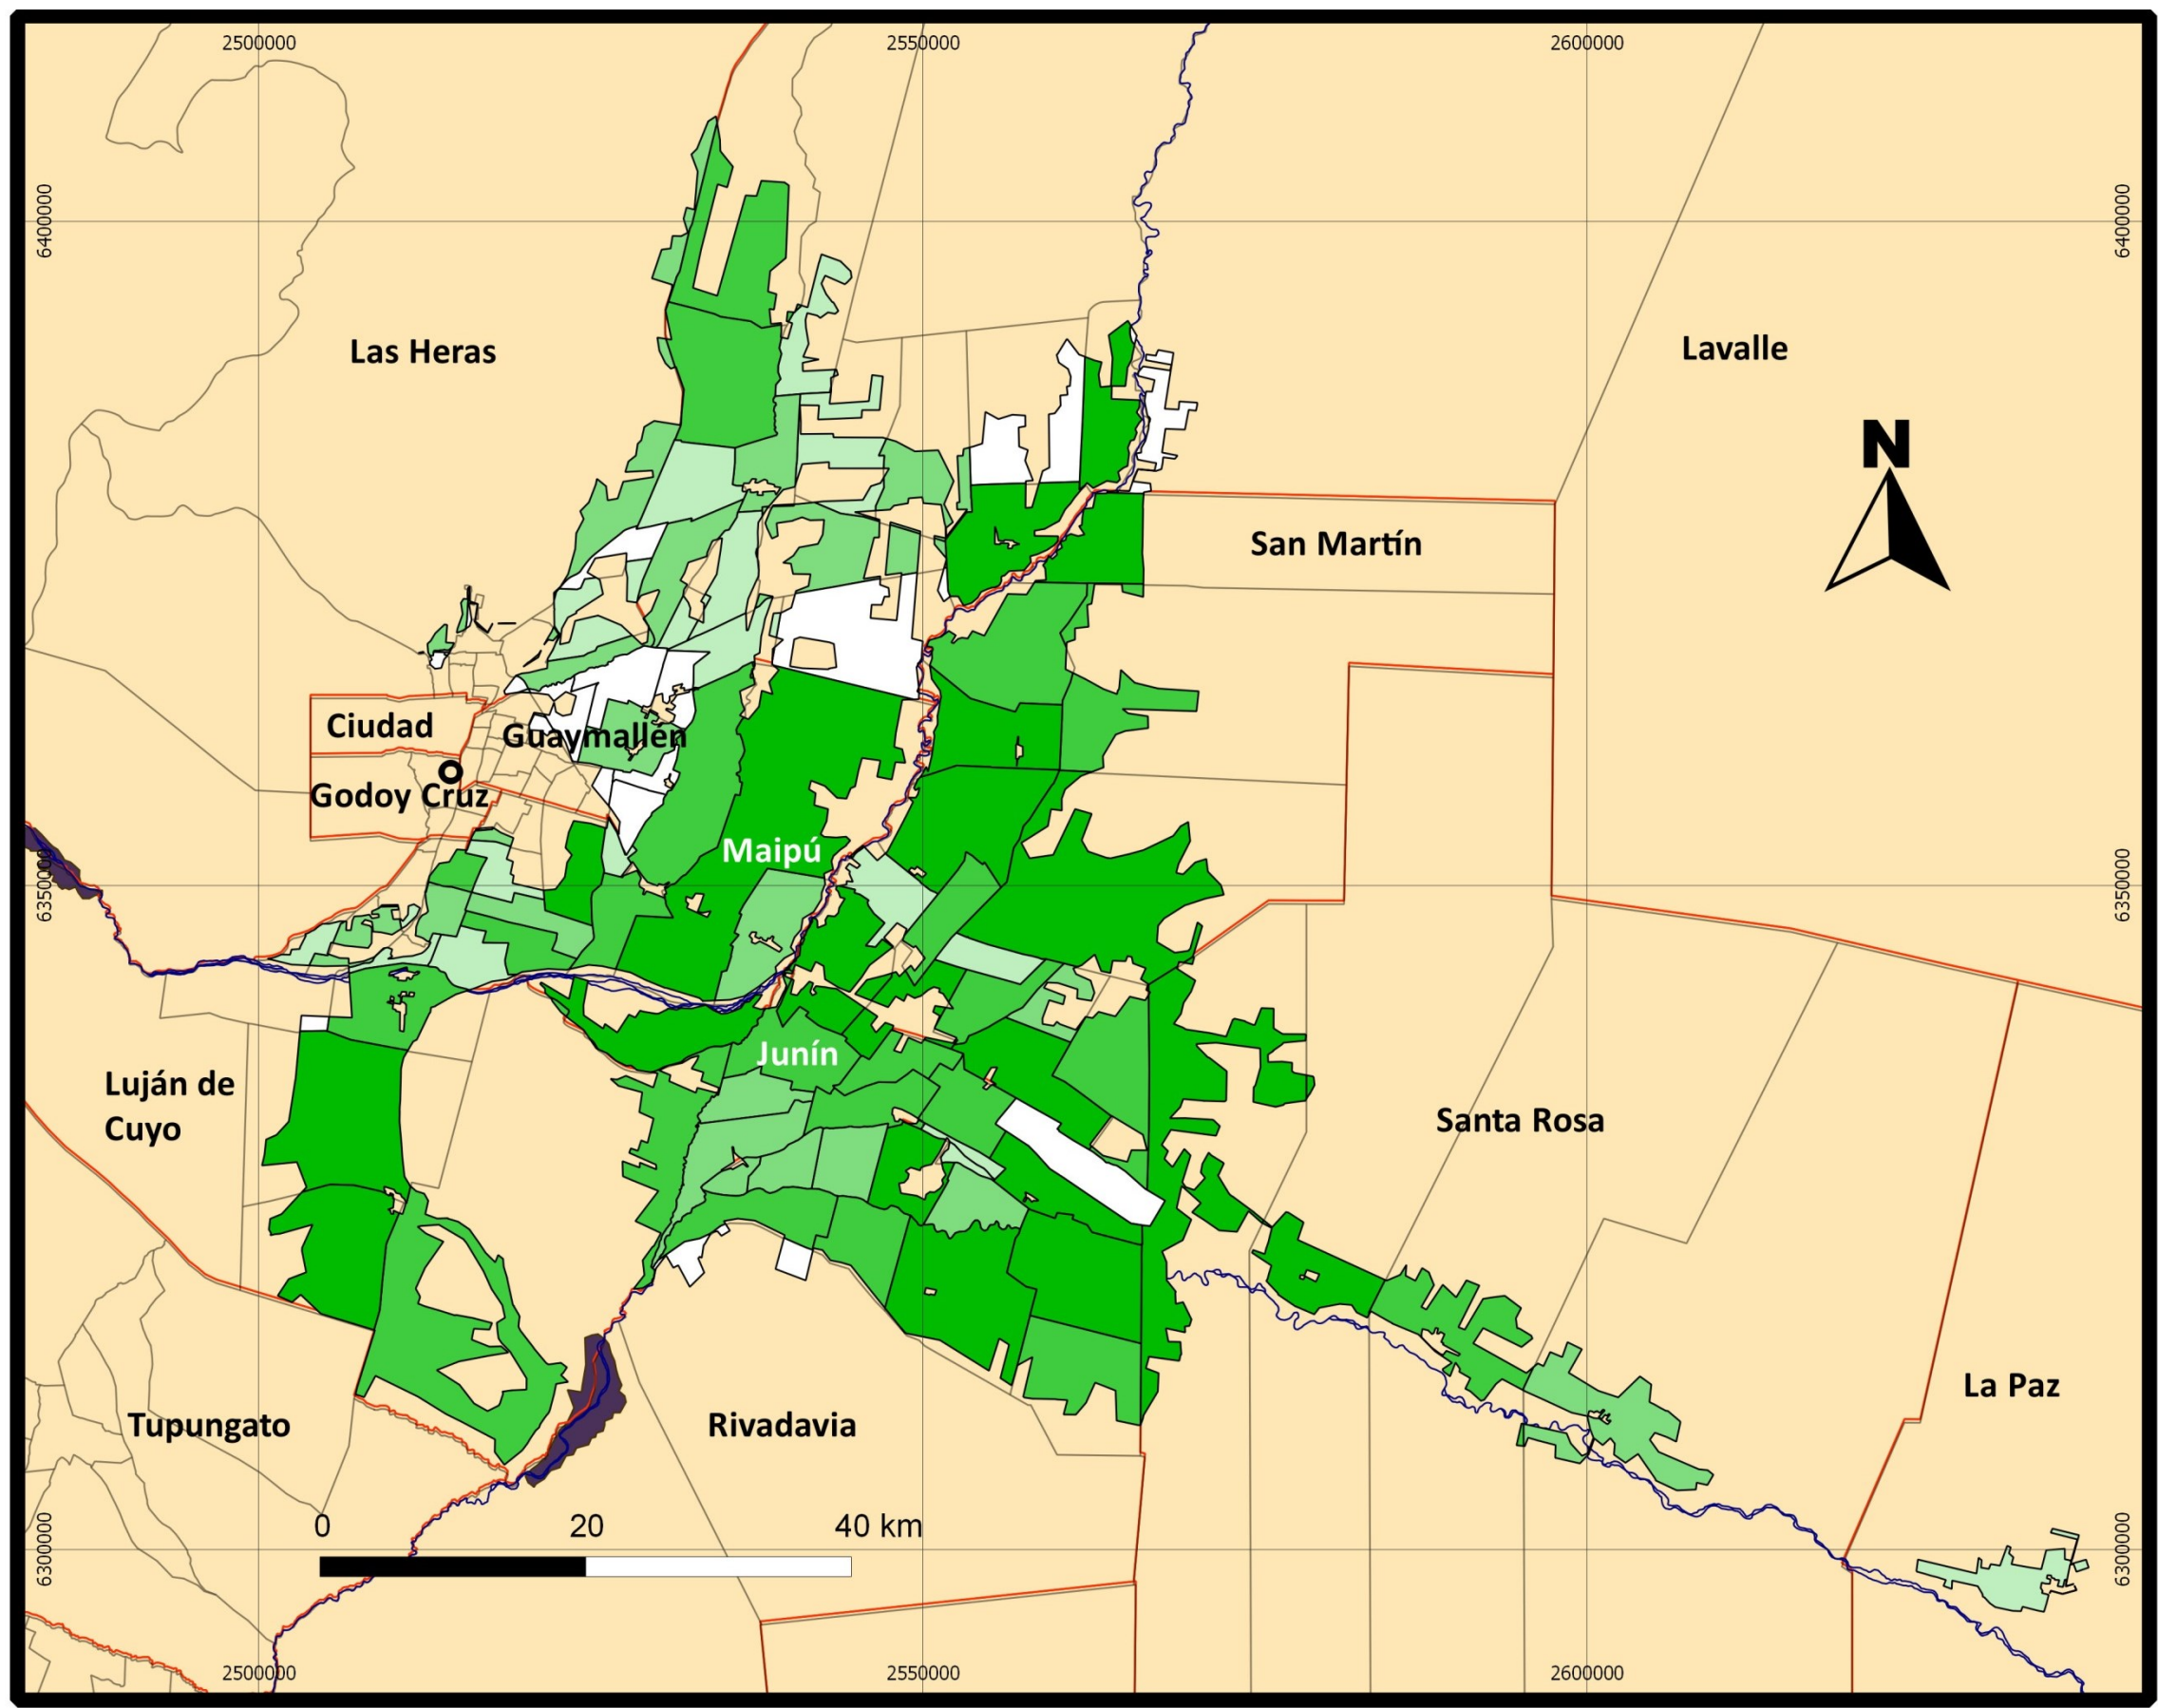 2500000
2550000
2600000
6400000
6400000
Las Heras
Lavalle
N
San Martín
Ciudad
Guaymallén
Godoy Cruz
Maipú
6350000
6350000
Junín
Luján de
Cuyo
Santa Rosa
La Paz
Tupungato
Rivadavia
0
20
40 km
6300000
6300000
2500000
2550000
2600000